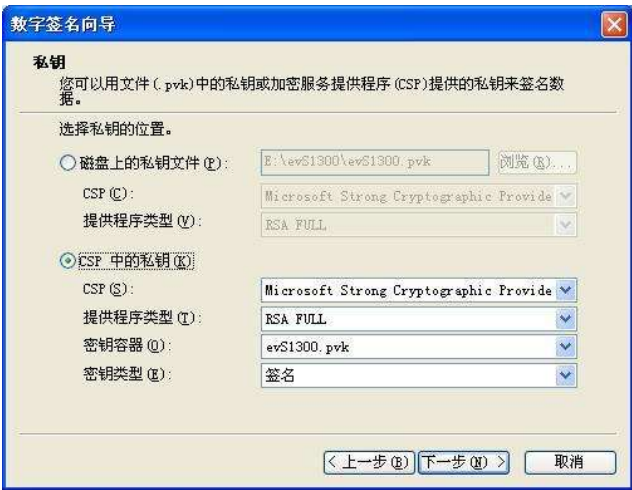 数字签名向导
私钥
您可以用文件(.pvk)中的私钥或加密服务提供程序(CSP)提供的私钥来签名数
据。
选择私钥的位置。
磁盘上的私钥文件(P): E:\evS1300\evS1300.pvk 浏览(R)...
CSP(C): Microsoft Strong Cryptographic Provide
提供程序类型(V): RSA FULL
CSP 中的私钥(K)
CSP(S): Microsoft Strong Cryptographic Provide
提供程序类型(T): RSA FULL
密钥容器(O): evS1300.pvk
密钥类型(E): 签名
< 上一步(B) 下一步(N) > 取消